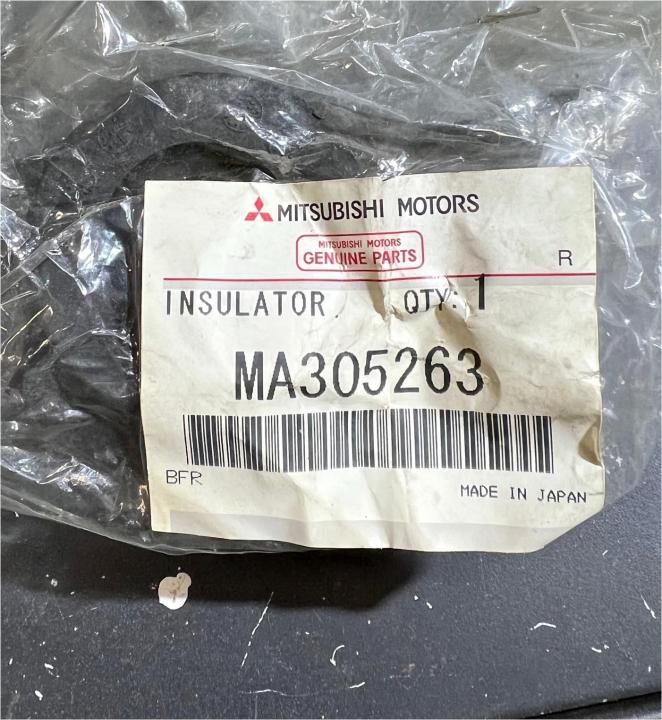 MITSUBISHI MOTORS
MITSUBISHI MOTORS
GENUINE PARTS
R
INSULATOR QTY: 1
MA305263
BFR
MADE IN JAPAN